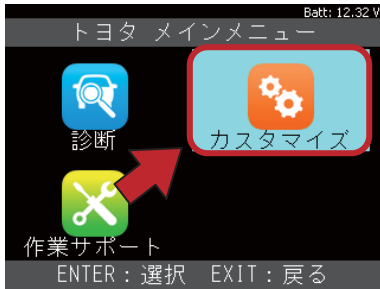 Batt: 12.32 V
トヨタ メインメニュー
診断
カスタマイズ
作業サポート
ENTER：選択 EXIT：戻る